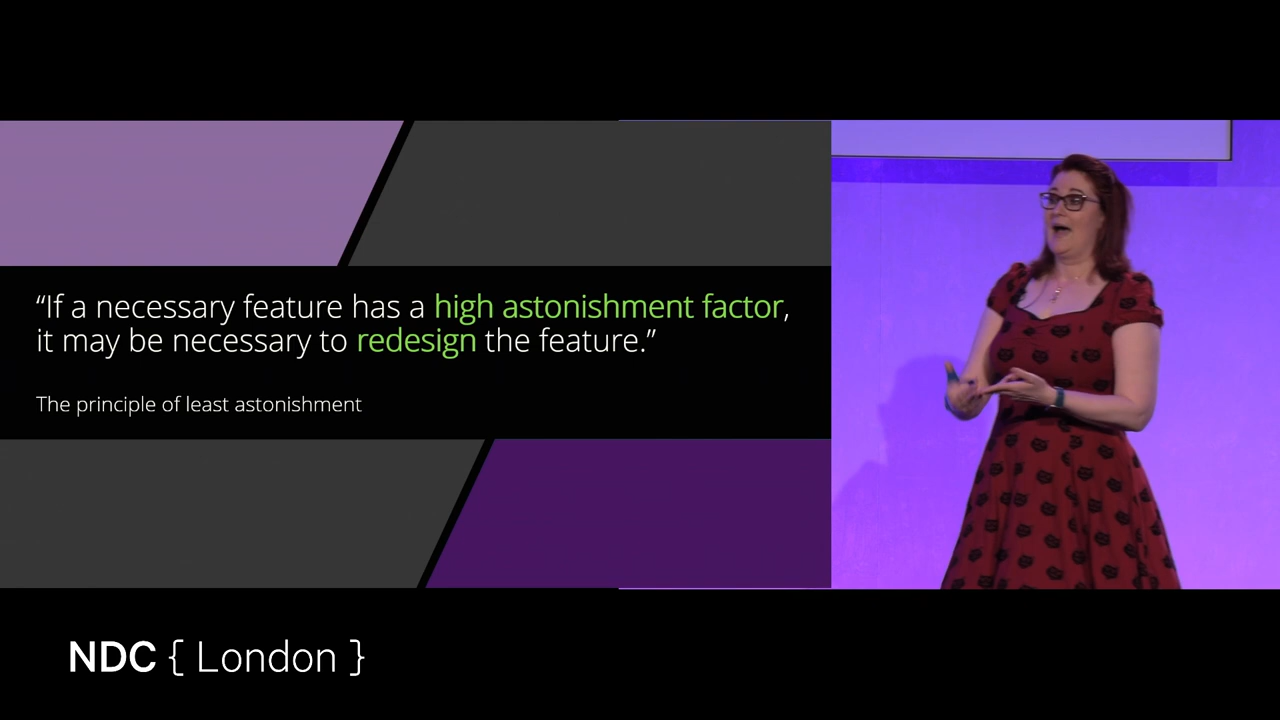 “If a necessary feature has a high astonishment factor,
it may be necessary to redesign the feature.”
The principle of least astonishment
NDC { London }